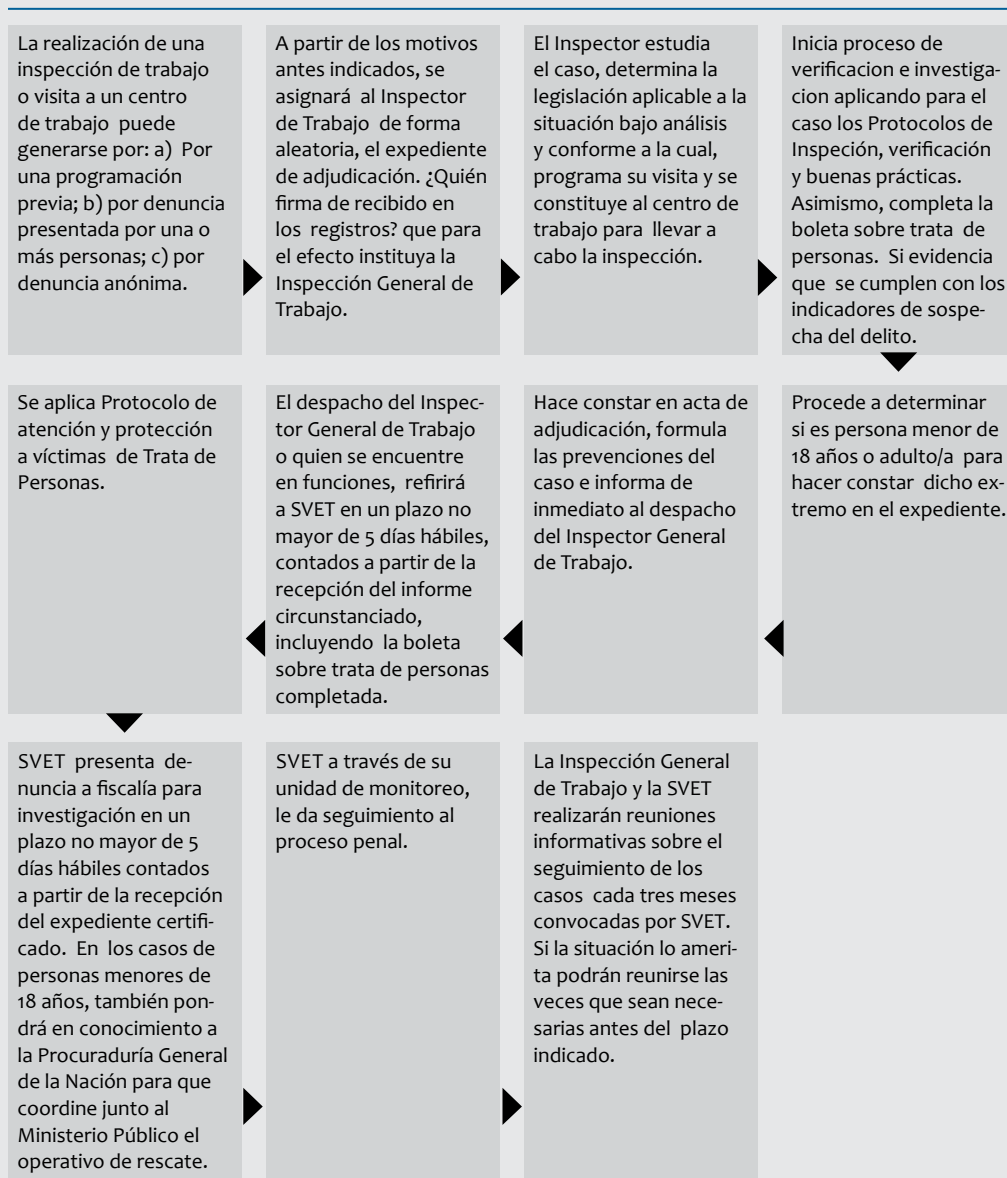 La realización de una
inspección de trabajo
o visita a un centro
de trabajo puede
generarse por: a) Por
una programación
previa; b) por denuncia
presentada por una o
más personas; c) por
denuncia anónima.
A partir de los motivos
antes indicados, se
asignará al Inspector
de Trabajo de forma
aleatoria, el expediente
de adjudicación. ¿Quién
firma de recibido en
los registros? que para
el efecto instituya la
Inspección General de
Trabajo.
El Inspector estudia
el caso, determina la
legislación aplicable a la
situación bajo análisis
y conforme a la cual,
programa su visita y se
constituye al centro de
trabajo para llevar a
cabo la inspección.
Inicia proceso de
verificacion e investiga-
cion aplicando para el
caso los Protocolos de
Inspeción, verificación
y buenas prácticas.
Asimismo, completa la
boleta sobre trata de
personas. Si evidencia
que se cumplen con los
indicadores de sospe-
cha del delito.
Procede a determinar
si es persona menor de
18 años o adulto/a para
hacer constar dicho ex-
tremo en el expediente.
Hace constar en acta de
adjudicación, formula
las prevenciones del
caso e informa de
inmediato al despacho
del Inspector General
de Trabajo.
El despacho del Inspec-
tor General de Trabajo
o quien se encuentre
en funciones, refirirá
a SVET en un plazo no
mayor de 5 días hábiles,
contados a partir de la
recepción del informe
circunstanciado,
incluyendo la boleta
sobre trata de personas
completada.
Se aplica Protocolo de
atención y protección
a víctimas de Trata de
Personas.
SVET presenta de-
nuncia a fiscalía para
investigación en un
plazo no mayor de 5
días hábiles contados
a partir de la recepción
del expediente certifi-
cado. En los casos de
personas menores de
18 años, también pon-
drá en conocimiento a
la Procuraduría General
de la Nación para que
coordine junto al
Ministerio Público el
operativo de rescate.
SVET a través de su
unidad de monitoreo,
le da seguimiento al
proceso penal.
La Inspección General
de Trabajo y la SVET
realizarán reuniones
informativas sobre el
seguimiento de los
casos cada tres meses
convocadas por SVET.
Si la situación lo ameri-
ta podrán reunirse las
veces que sean nece-
sarias antes del plazo
indicado.